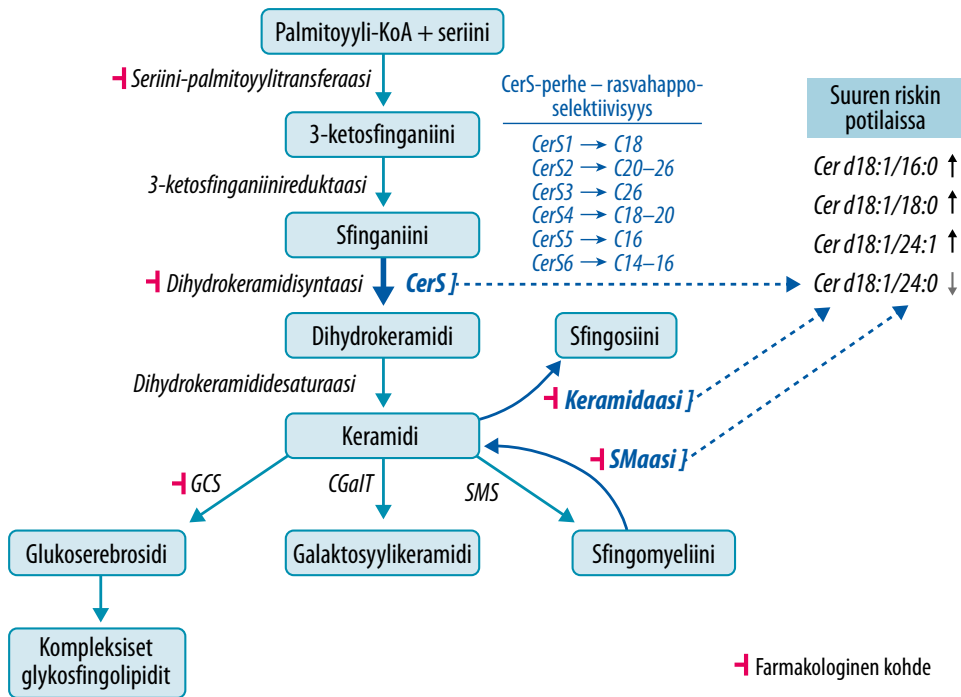 Palmitoyyli-KoA + seriini
Seriini-palmitoyylitransferaasi
3-ketosfinganiini
3-ketosfinganiinireduktaasi
Sfinganiini
Dihydrokeramidisyntaasi
CerS ]
Dihydrokeramidi
Dihydrokeramididesaturaasi
Keramidi
Sfingosiini
Keramidaasi ]
SMaasi ]
GCS
CGalT
SMS
Glukoserebrosidi
Galaktosyylikeramidi
Sfingomyeliini
Kompleksiset
glykosfingolipidit
CerS-perhe – rasvahappo-
selektiivisyys
CerS1 → C18
CerS2 → C20–26
CerS3 → C26
CerS4 → C18–20
CerS5 → C16
CerS6 → C14–16
Suuren riskin
potilaissa
Cer d18:1/16:0 ↑
Cer d18:1/18:0 ↑
Cer d18:1/24:1 ↑
Cer d18:1/24:0 ↓
Farmakologinen kohde